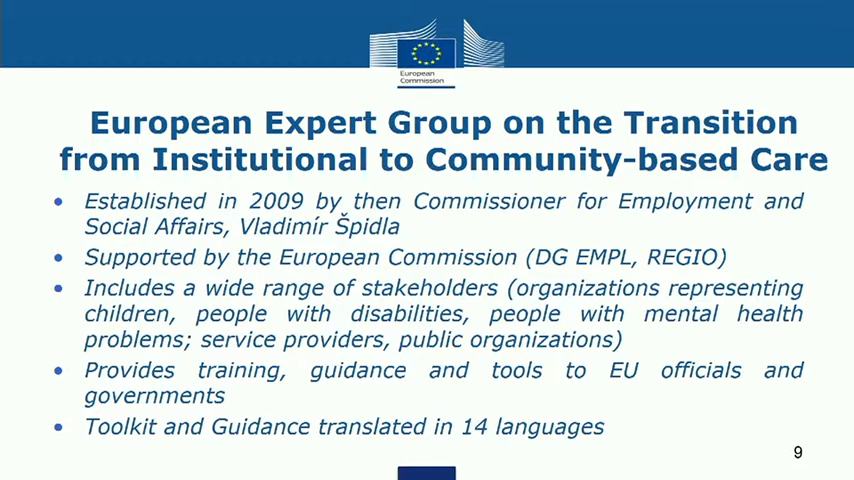 European
Commission
European Expert Group on the Transition
from Institutional to Community-based Care
• Established in 2009 by then Commissioner for Employment and
Social Affairs, Vladimír Špidla
• Supported by the European Commission (DG EMPL, REGIO)
• Includes a wide range of stakeholders (organizations representing
children, people with disabilities, people with mental health
problems; service providers, public organizations)
• Provides training, guidance and tools to EU officials and
governments
• Toolkit and Guidance translated in 14 languages
9